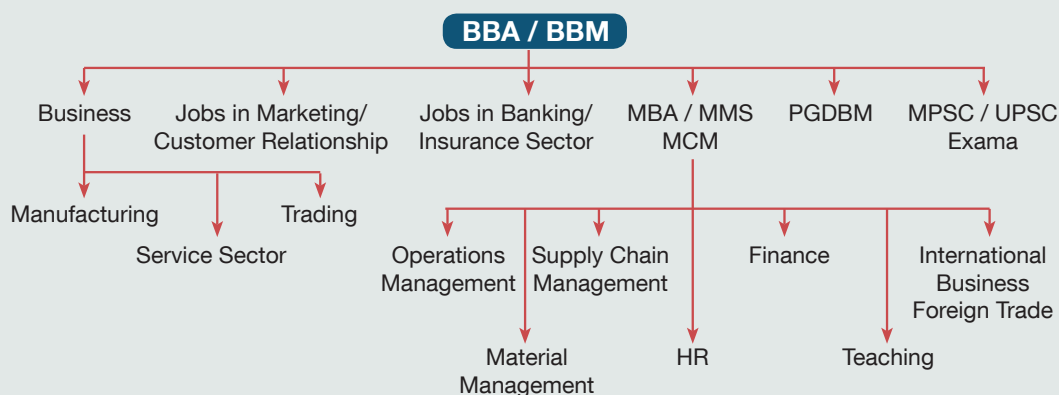 BBA / BBM
Business
Jobs in Marketing/
Customer Relationship
Jobs in Banking/
Insurance Sector
MBA / MMS
MCM
PGDBM
MPSC / UPSC
Exama
Manufacturing
Service Sector
Trading
Operations
Management
Material
Management
Supply Chain
Management
HR
Finance
Teaching
International
Business
Foreign Trade